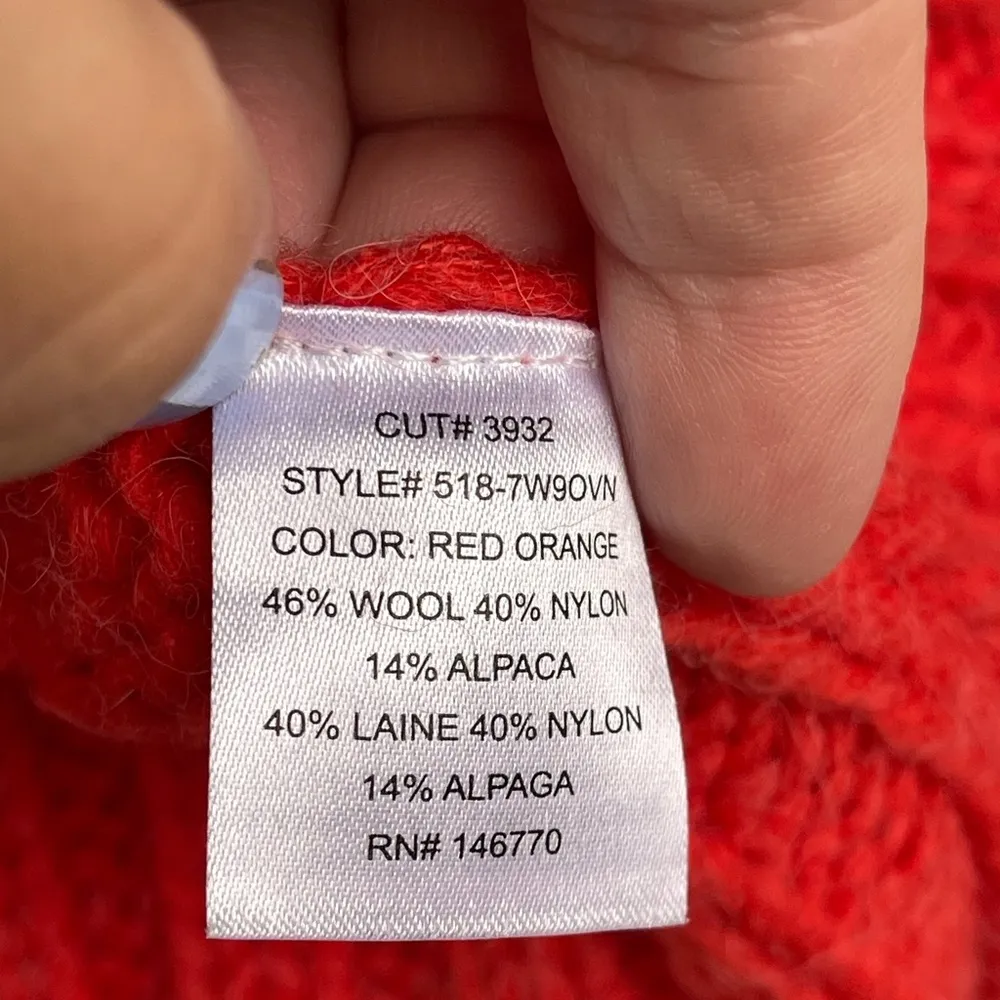 CUT# 3932
STYLE# 518-7W9OVN
COLOR: RED ORANGE
46% WOOL 40% NYLON
14% ALPACA
40% LAINE 40% NYLON
14% ALPAGA
RN# 146770